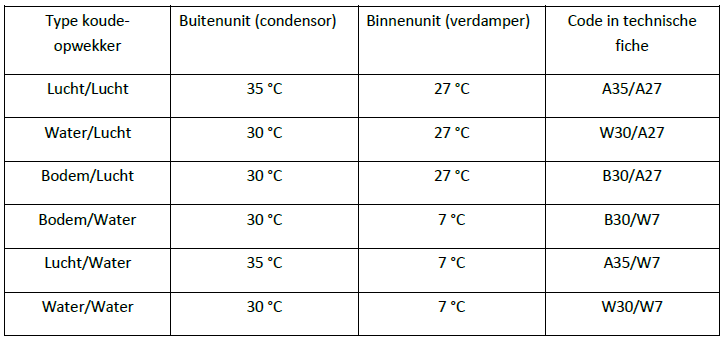 Type koude-opwekker Buitenunit (condensor) Binnenunit (verdamper) Code in technische fiche
Lucht/Lucht 35 °C 27 °C A35/A27
Water/Lucht 30 °C 27 °C W30/A27
Bodem/Lucht 30 °C 27 °C B30/A27
Bodem/Water 30 °C 7 °C B30/W7
Lucht/Water 35 °C 7 °C A35/W7
Water/Water 30 °C 7 °C W30/W7